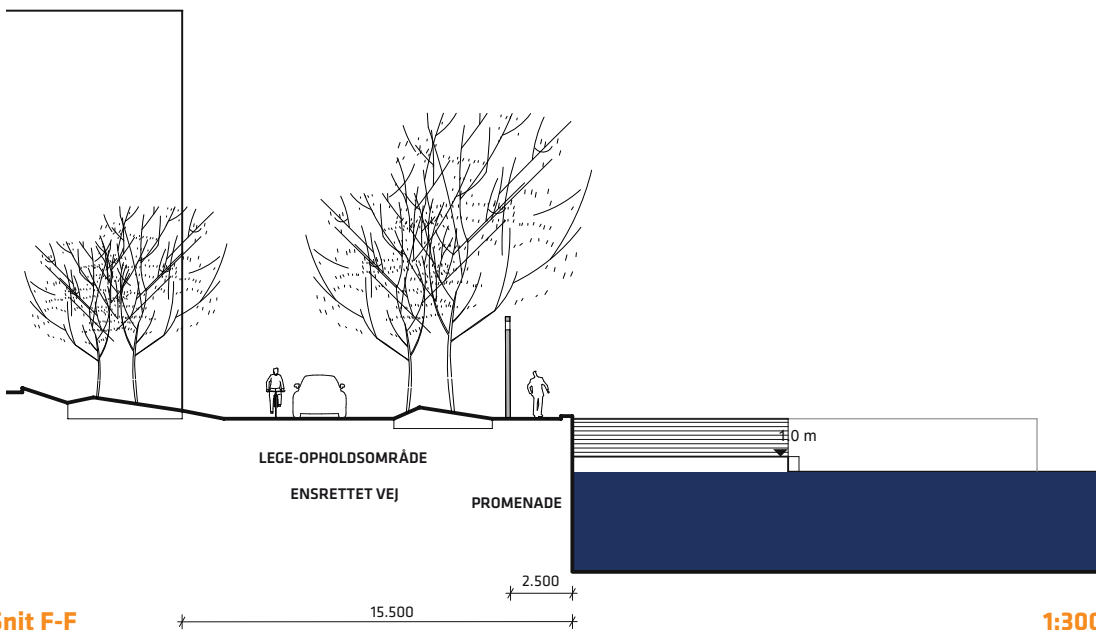 1.0 m
LEGE-OPHOLDSOMRÅDE
ENSRETTET VEJ
PROMENADE
2.500
15.500
Snit F-F
1:300